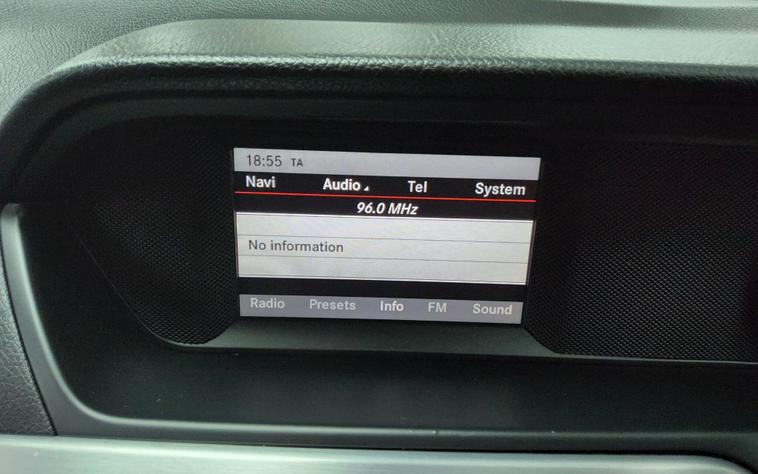 18:55 TA
Navi Audio Tel System
96.0 MHz
No information
Radio Presets Info FM Sound